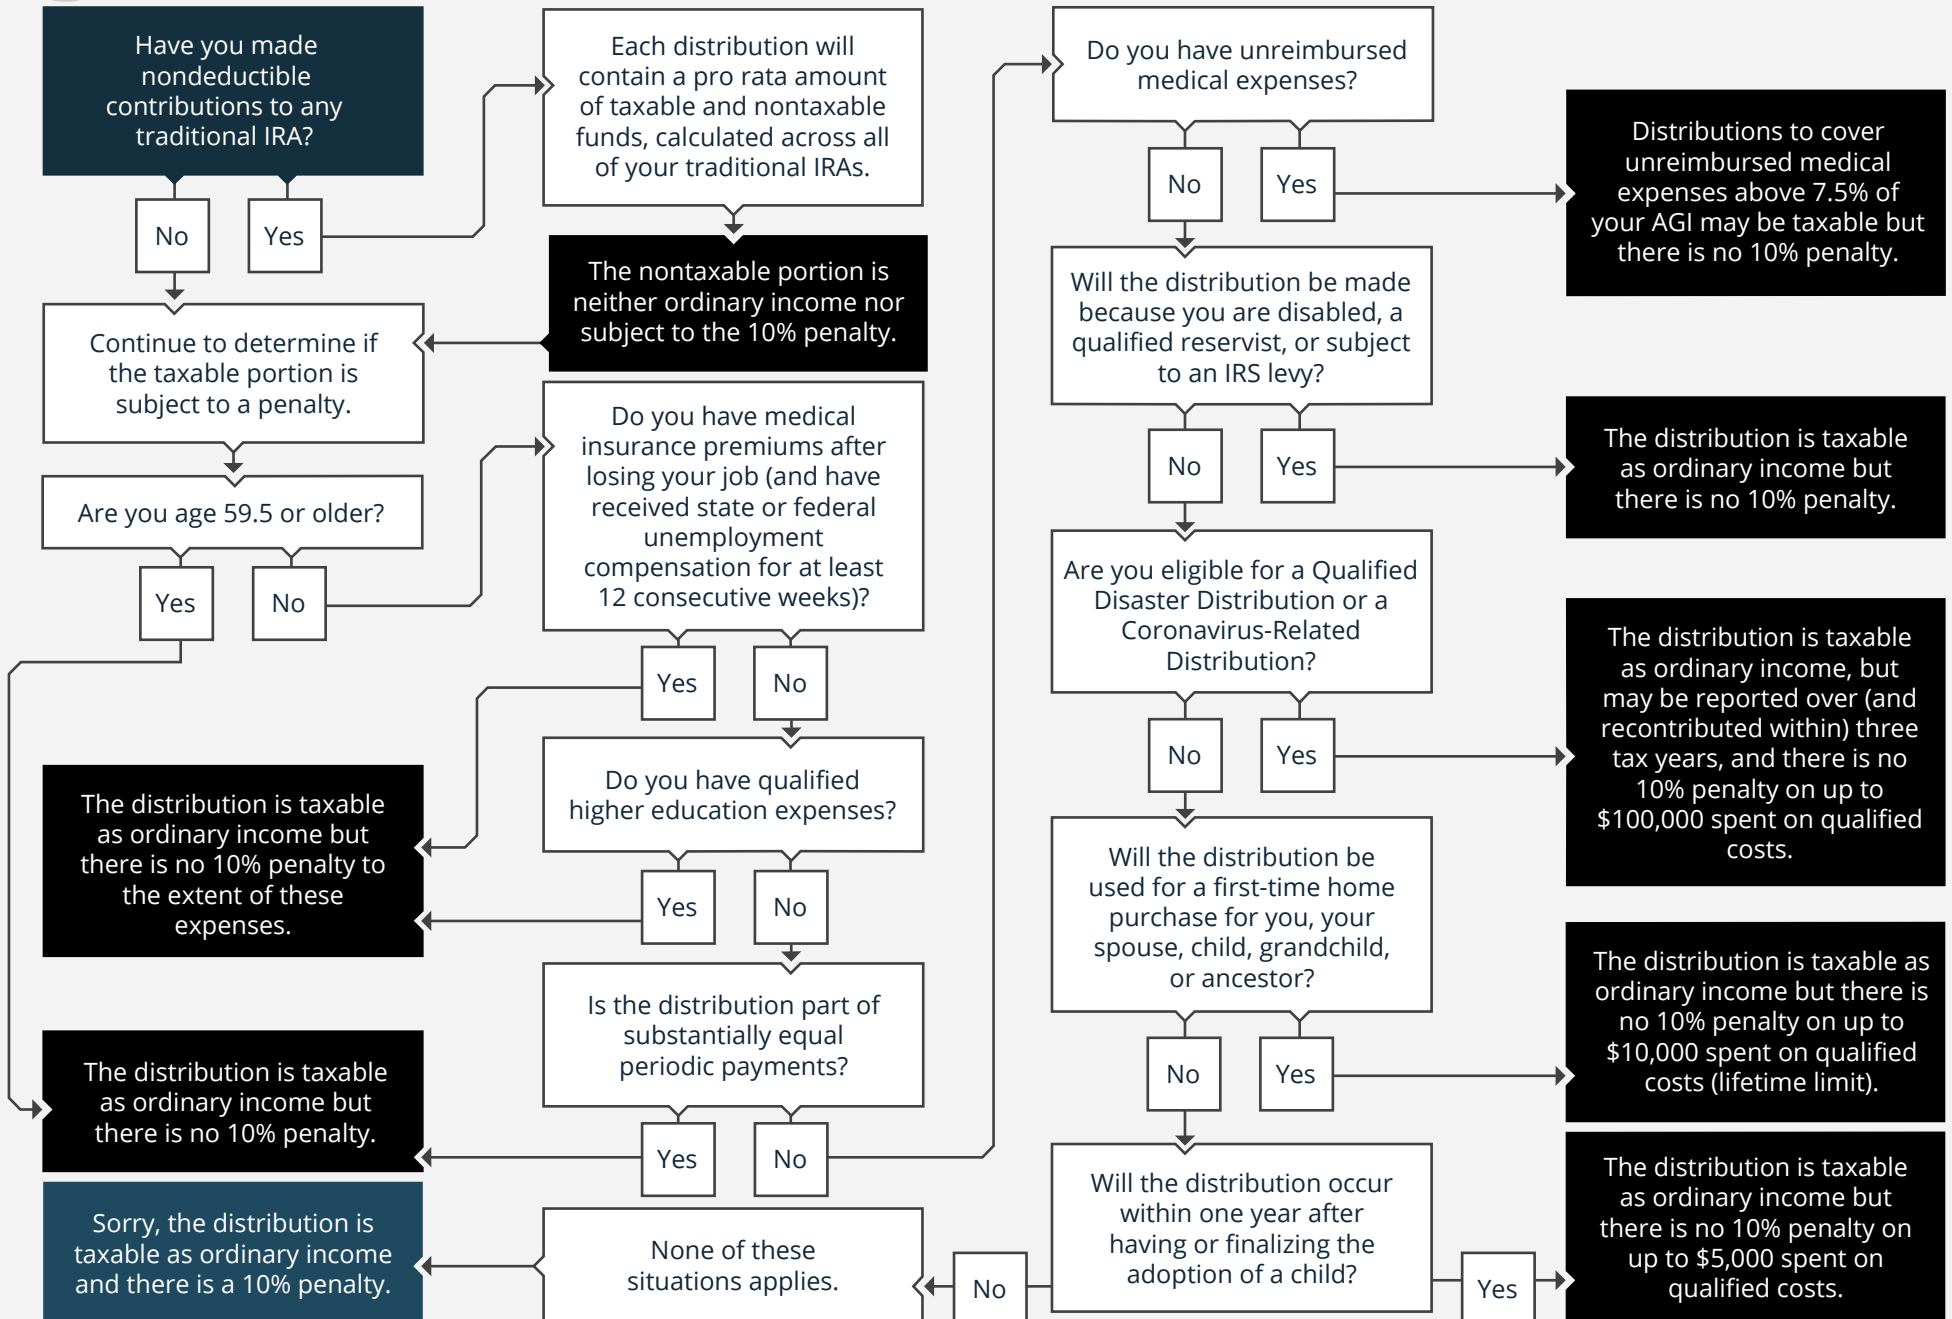 Have you made
nondeductible
contributions to any
traditional IRA?
No
Yes
Each distribution will
contain a pro rata amount
of taxable and nontaxable
funds, calculated across all
of your traditional IRAs.
The nontaxable portion is
neither ordinary income nor
subject to the 10% penalty.
Continue to determine if
the taxable portion is
subject to a penalty.
Are you age 59.5 or older?
Yes
No
Do you have medical
insurance premiums after
losing your job (and have
received state or federal
unemployment
compensation for at least
12 consecutive weeks)?
Yes
No
The distribution is taxable
as ordinary income but
there is no 10% penalty to
the extent of these
expenses.
Do you have qualified
higher education expenses?
Yes
No
Is the distribution part of
substantially equal
periodic payments?
Yes
No
The distribution is taxable
as ordinary income but
there is no 10% penalty.
Do you have unreimbursed
medical expenses?
No
Yes
Distributions to cover
unreimbursed medical
expenses above 7.5% of
your AGI may be taxable but
there is no 10% penalty.
Will the distribution be made
because you are disabled, a
qualified reservist, or subject
to an IRS levy?
No
Yes
The distribution is taxable
as ordinary income but
there is no 10% penalty.
Are you eligible for a Qualified
Disaster Distribution or a
Coronavirus-Related
Distribution?
No
Yes
The distribution is taxable
as ordinary income, but
may be reported over (and
recontributed within) three
tax years, and there is no
10% penalty on up to
$100,000 spent on qualified
costs.
Will the distribution be
used for a first-time home
purchase for you, your
spouse, child, grandchild,
or ancestor?
No
Yes
The distribution is taxable as
ordinary income but there is
no 10% penalty on up to
$10,000 spent on qualified
costs (lifetime limit).
Will the distribution occur
within one year after
having or finalizing the
adoption of a child?
No
Yes
The distribution is taxable
as ordinary income but
there is no 10% penalty on
up to $5,000 spent on
qualified costs.
None of these
situations applies.
Sorry, the distribution is
taxable as ordinary income
and there is a 10% penalty.